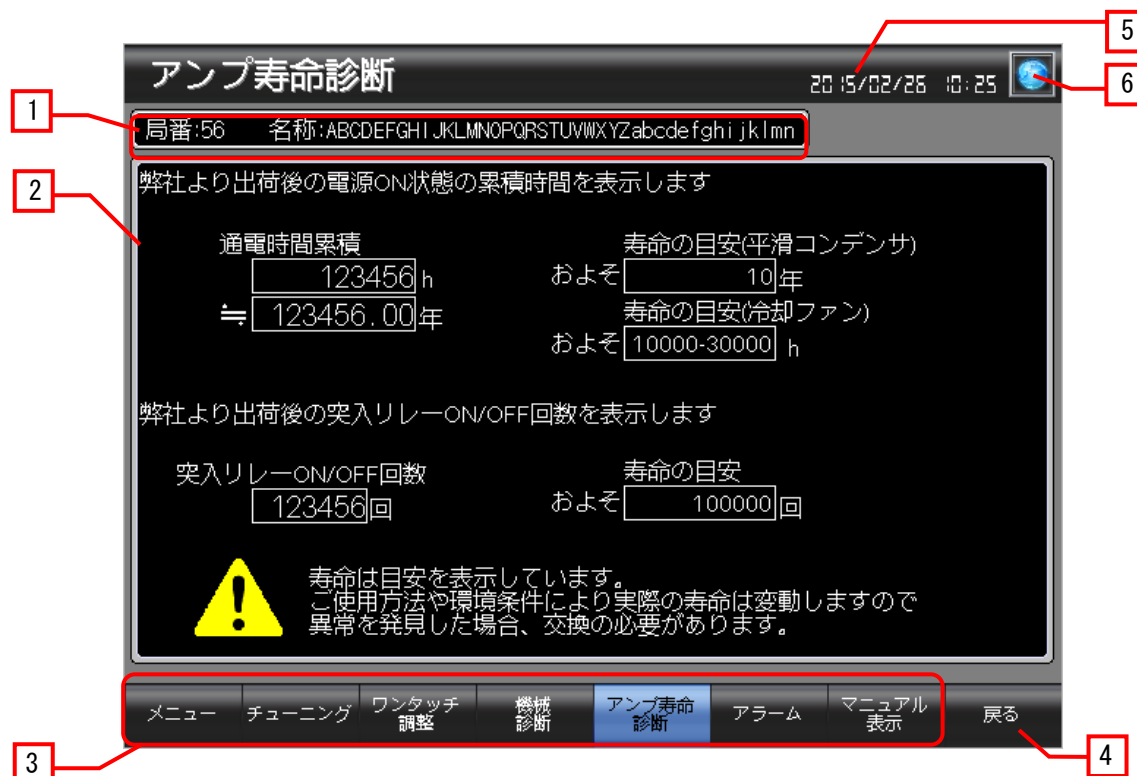 5
アンプ寿命診断
2015/02/26 10:25
6
1
局番:56 名称:ABCDEFGHIJKLMNOPQRSTUVWXYZabcdefghijklmn
2
弊社より出荷後の電源ON状態の累積時間を表示します
通電時間累積 寿命の目安(平滑コンデンサ)
123456 h およそ 10 年
≒ 123456.00 年 寿命の目安(冷却ファン)
およそ 10000-30000 h
弊社より出荷後の突入リレーON/OFF回数を表示します
突入リレーON/OFF回数 寿命の目安
123456 回 およそ 100000 回
寿命は目安を表示しています。
ご使用方法や環境条件により実際の寿命は変動しますので
異常を発見した場合、交換の必要があります。
メニュー チューニング ワンタッチ調整 機械診断 アンプ寿命診断 アラーム マニュアル表示 戻る
3
4